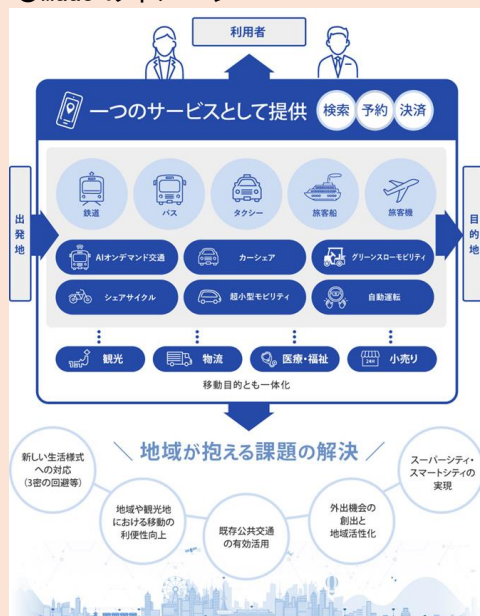 利用者
一つのサービスとして提供
検索 予約 決済
出発地
目的地
鉄道
バス
タクシー
旅客船
旅客機
AIオンデマンド交通
カーシェア
グリーンスローモビリティ
シェアサイクル
超小型モビリティ
自動運転
観光
物流
医療・福祉
小売り
移動目的とも一体化
地域が抱える課題の解決
新しい生活様式
への対応
(3密の回避等)
地域や観光地
における移動の
利便性向上
既存公共交通
の有効活用
外出機会の
創出と
地域活性化
スーパーシティ・
スマートシティの
実現